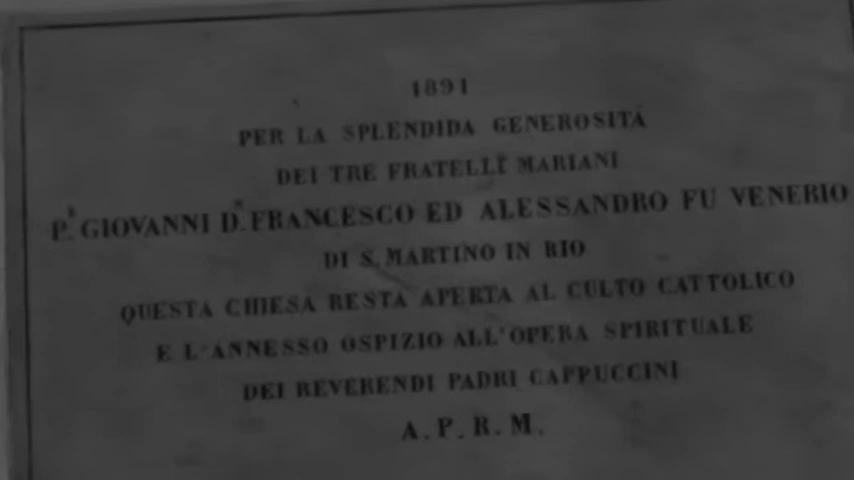 1891
PER LA SPLENDIDA GENEROSITÀ
DEI TRE FRATELLI MARIANI
P.e GIOVANNI D.n FRANCESCO ED ALESSANDRO FU VENERIO
DI S. MARTINO IN RIO
QUESTA CHIESA RESTA APERTA AL CULTO CATTOLICO
E L'ANNESSO OSPIZIO ALL'OPERA SPIRITUALE
DEI REVERENDI PADRI CAPPUCCINI
A. P. R. M.